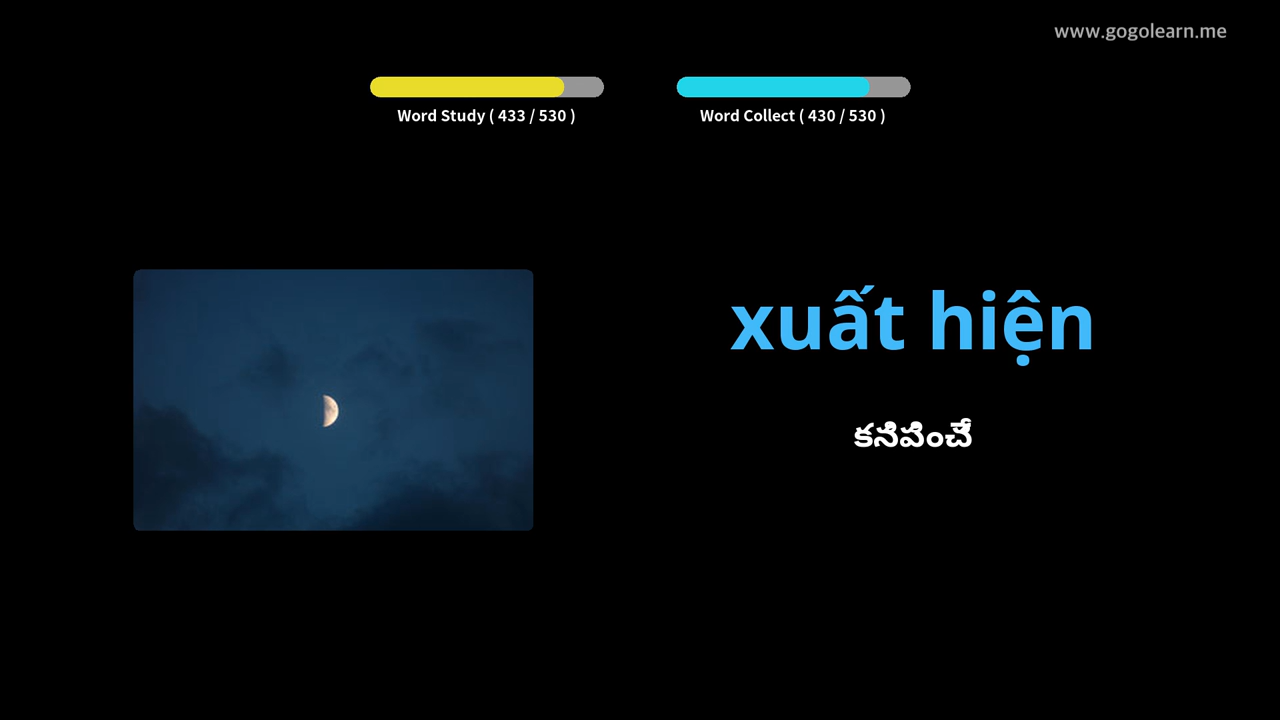 www.gogolearn.me
Word Study ( 433 / 530 )
Word Collect ( 430 / 530 )
xuất hiện
కనిపించే